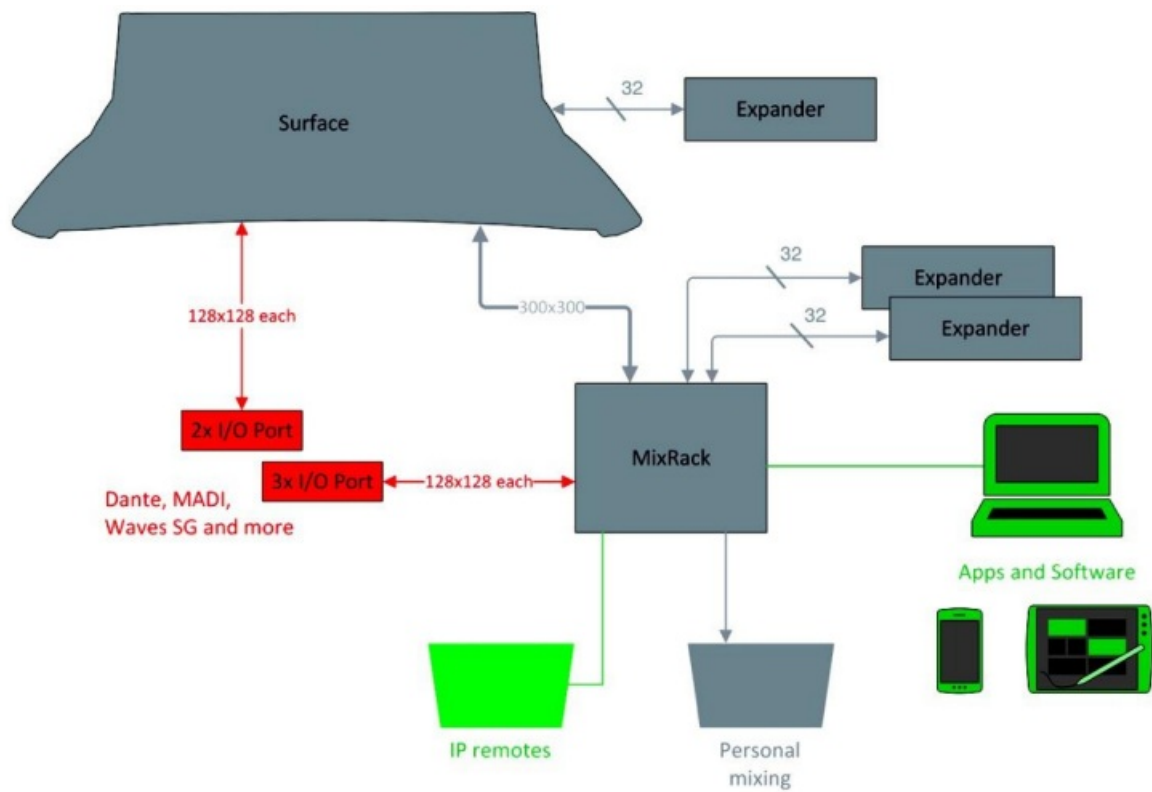 Surface
32
Expander
32
Expander
128x128 each
300x300
32
Expander
2x I/O Port
MixRack
3x I/O Port
128x128 each
Dante, MADI,
Waves SG and more
Apps and Software
IP remotes
Personal
mixing